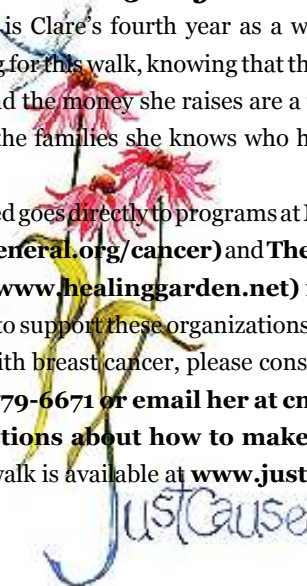 is Clare’s fourth year as a w
for this walk, knowing that th
the money she raises are a
the families she knows who h
goes directly to programs at
eneral.org/cancer) and The
www.healinggarden.net)
to support these organizations
ith breast cancer, please cons
79-6671 or email her at cn
tions about how to make
walk is available at www.just
JustCause